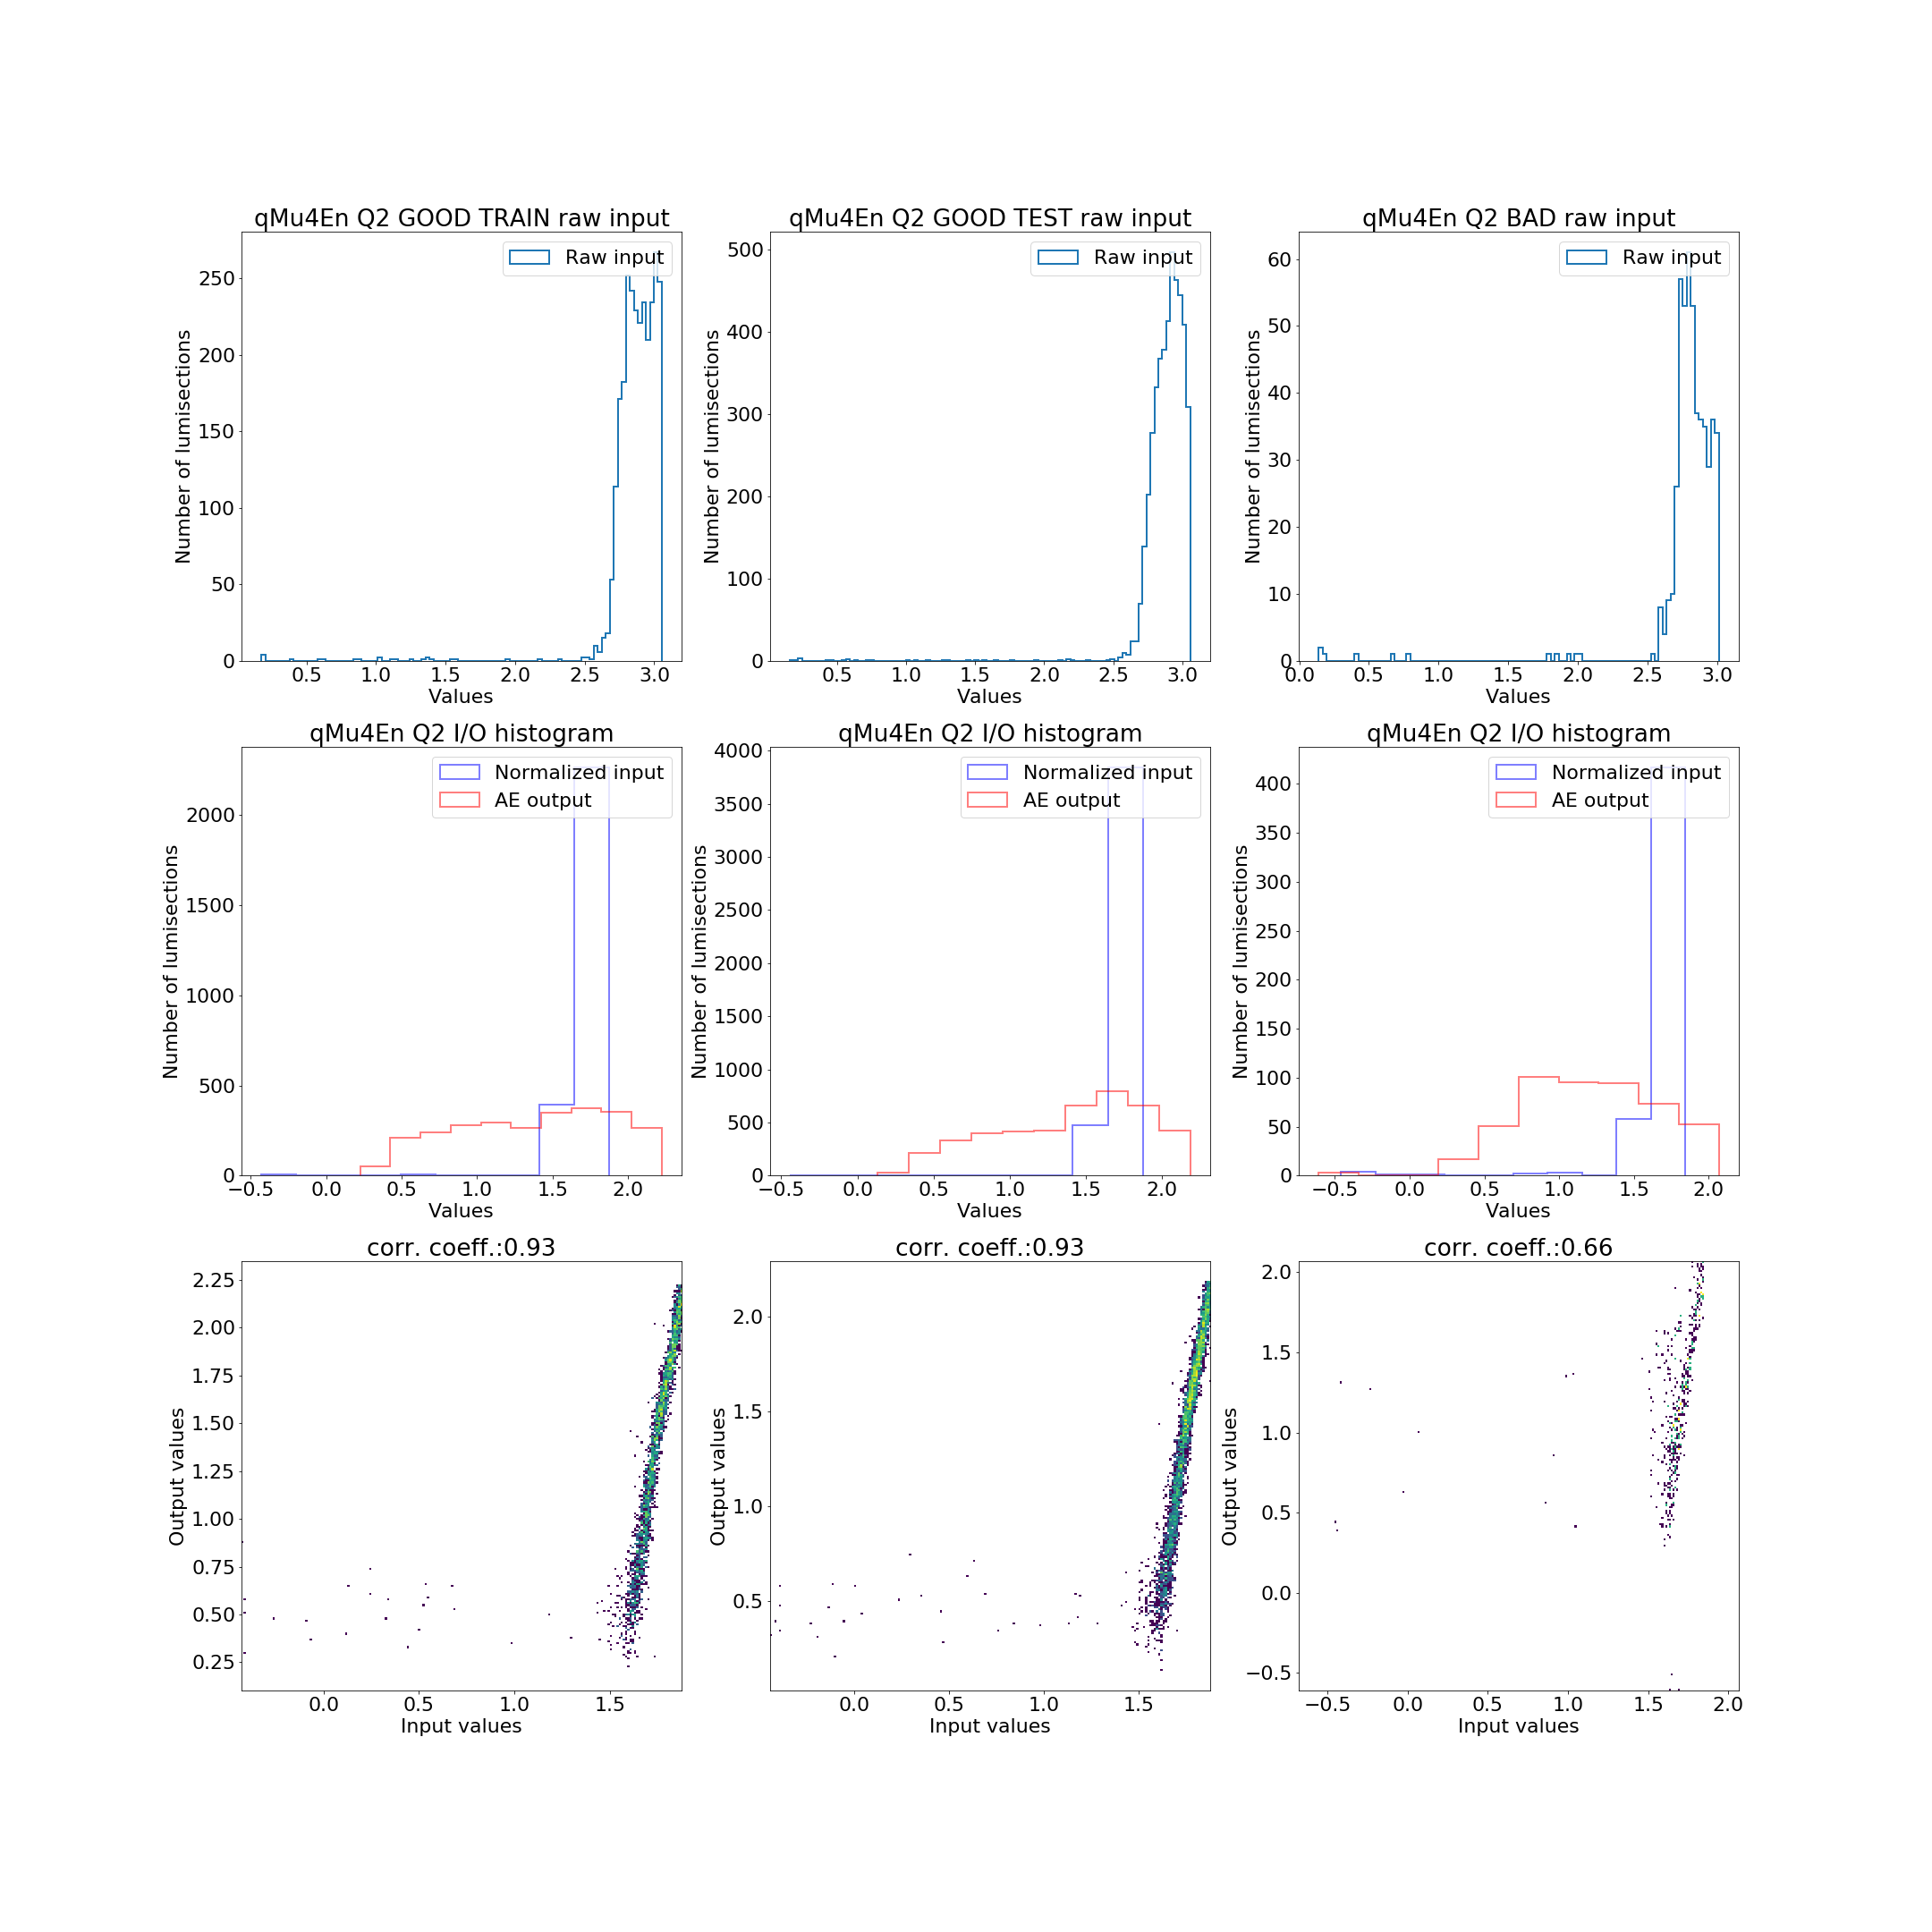 qMu4En Q2 GOOD TRAIN raw input
Raw input
Number of lumisections
250
200
150
100
50
0
0.5 1.0 1.5 2.0 2.5 3.0
Values
qMu4En Q2 GOOD TEST raw input
Raw input
Number of lumisections
500
400
300
200
100
0
0.5 1.0 1.5 2.0 2.5 3.0
Values
qMu4En Q2 BAD raw input
Raw input
Number of lumisections
60
50
40
30
20
10
0
0.0 0.5 1.0 1.5 2.0 2.5 3.0
Values
qMu4En Q2 I/O histogram
Normalized input
AE output
Number of lumisections
2000
1500
1000
500
0
−0.5 0.0 0.5 1.0 1.5 2.0
Values
qMu4En Q2 I/O histogram
Normalized input
AE output
Number of lumisections
4000
3500
3000
2500
2000
1500
1000
500
0
−0.5 0.0 0.5 1.0 1.5 2.0
Values
qMu4En Q2 I/O histogram
Normalized input
AE output
Number of lumisections
400
350
300
250
200
150
100
50
0
−0.5 0.0 0.5 1.0 1.5 2.0
Values
corr. coeff.:0.93
Output values
2.25
2.00
1.75
1.50
1.25
1.00
0.75
0.50
0.25
0.0 0.5 1.0 1.5
Input values
corr. coeff.:0.93
Output values
2.0
1.5
1.0
0.5
0.0 0.5 1.0 1.5
Input values
corr. coeff.:0.66
Output values
2.0
1.5
1.0
0.5
0.0
−0.5
−0.5 0.0 0.5 1.0 1.5 2.0
Input values